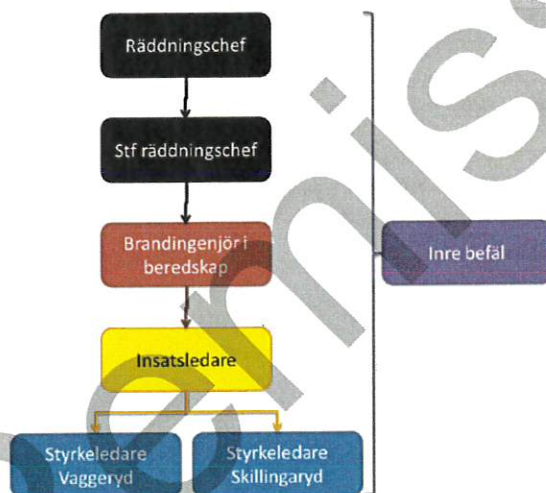 Räddningschef
Stf räddningschef
Brandingenjör i
beredskap
Inre befäl
Insatsledare
Styrkeledare
Vaggeryd
Styrkeledare
Skillingaryd